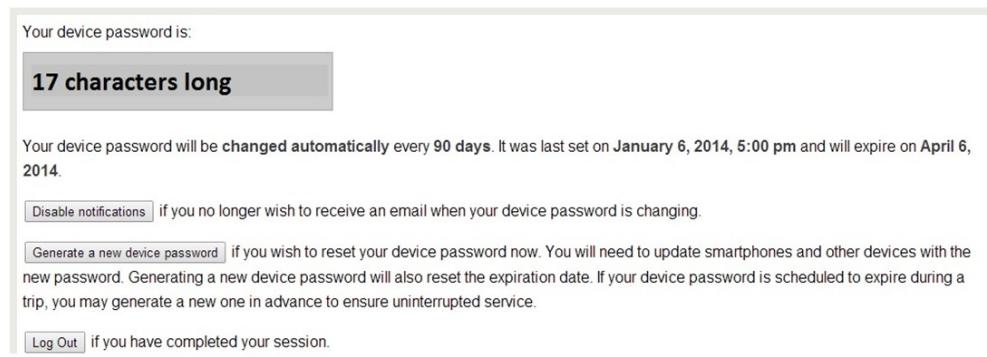 Your device password is:
17 characters long
Your device password will be changed automatically every 90 days. It was last set on January 6, 2014, 5:00 pm and will expire on April 6,
2014.
Disable notifications if you no longer wish to receive an email when your device password is changing.
Generate a new device password if you wish to reset your device password now. You will need to update smartphones and other devices with the
new password. Generating a new device password will also reset the expiration date. If your device password is scheduled to expire during a
trip, you may generate a new one in advance to ensure uninterrupted service.
Log Out if you have completed your session.